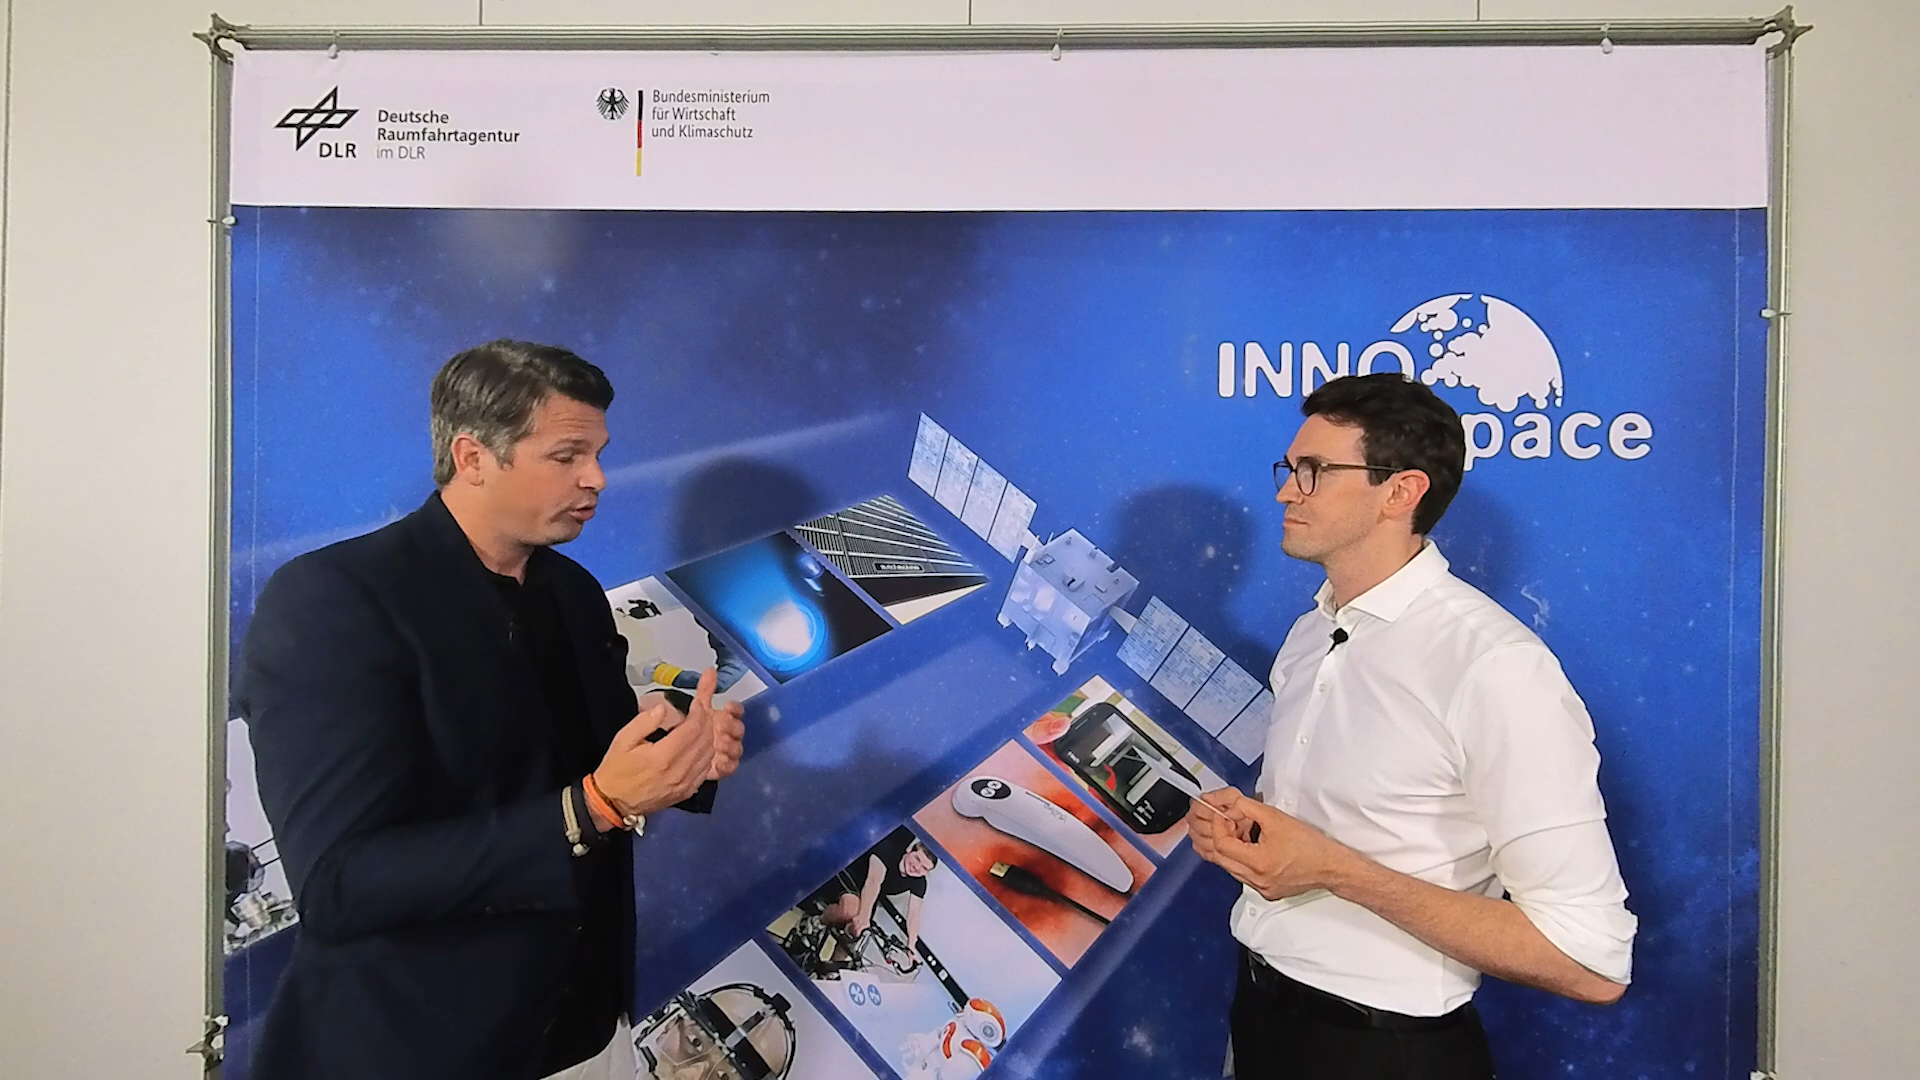 DLR
Deutsche
Raumfahrtagentur
im DLR
Bundesministerium
für Wirtschaft
und Klimaschutz
INNO
pace